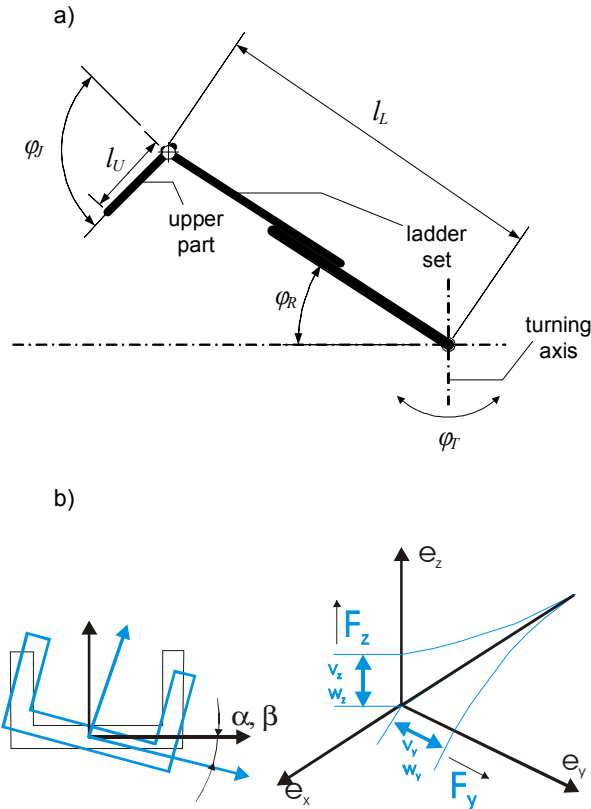 a)
φJ
lU
lL
upper
part
ladder
set
φR
turning
axis
φT
b)
ez
Fz
vz
wz
α, β
vy
wy
ey
Fy
ex